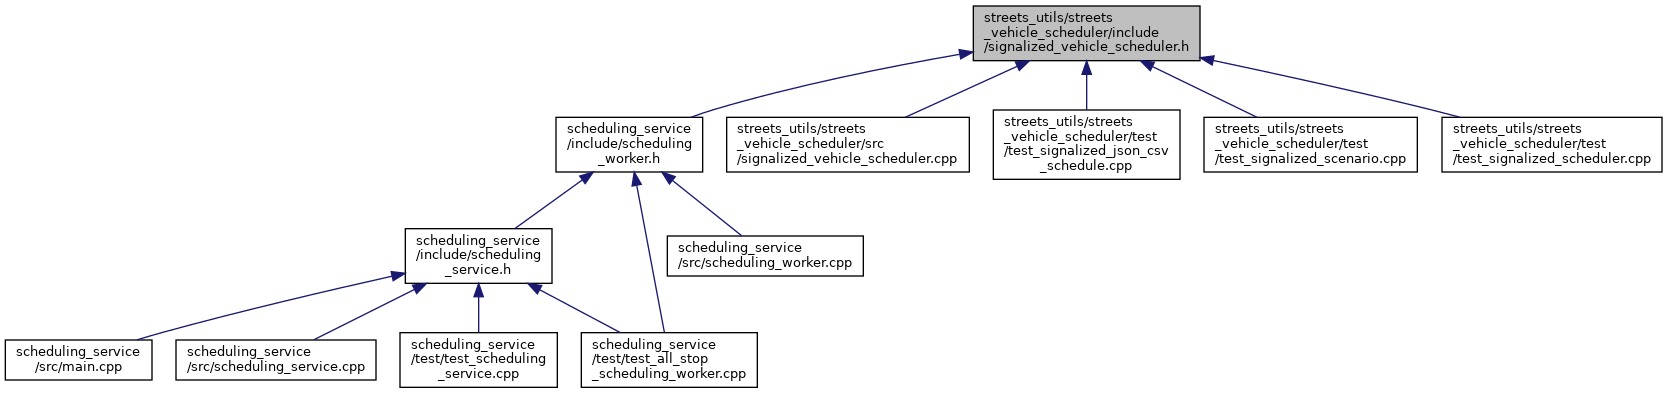 streets_utils/streets
_vehicle_scheduler/include
/signalized_vehicle_scheduler.h
scheduling_service
/include/scheduling
_worker.h
streets_utils/streets
_vehicle_scheduler/src
/signalized_vehicle_scheduler.cpp
streets_utils/streets
_vehicle_scheduler/test
/test_signalized_json_csv
_schedule.cpp
streets_utils/streets
_vehicle_scheduler/test
/test_signalized_scenario.cpp
streets_utils/streets
_vehicle_scheduler/test
/test_signalized_scheduler.cpp
scheduling_service
/include/scheduling
_service.h
scheduling_service
/src/scheduling_worker.cpp
scheduling_service
/src/main.cpp
scheduling_service
/src/scheduling_service.cpp
scheduling_service
/test/test_scheduling
_service.cpp
scheduling_service
/test/test_all_stop
_scheduling_worker.cpp